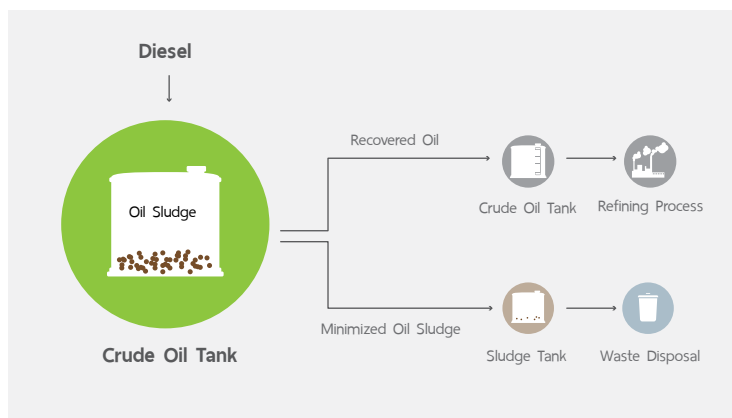 Diesel
Oil Sludge
Crude Oil Tank
Recovered Oil
Crude Oil Tank
Refining Process
Minimized Oil Sludge
Sludge Tank
Waste Disposal